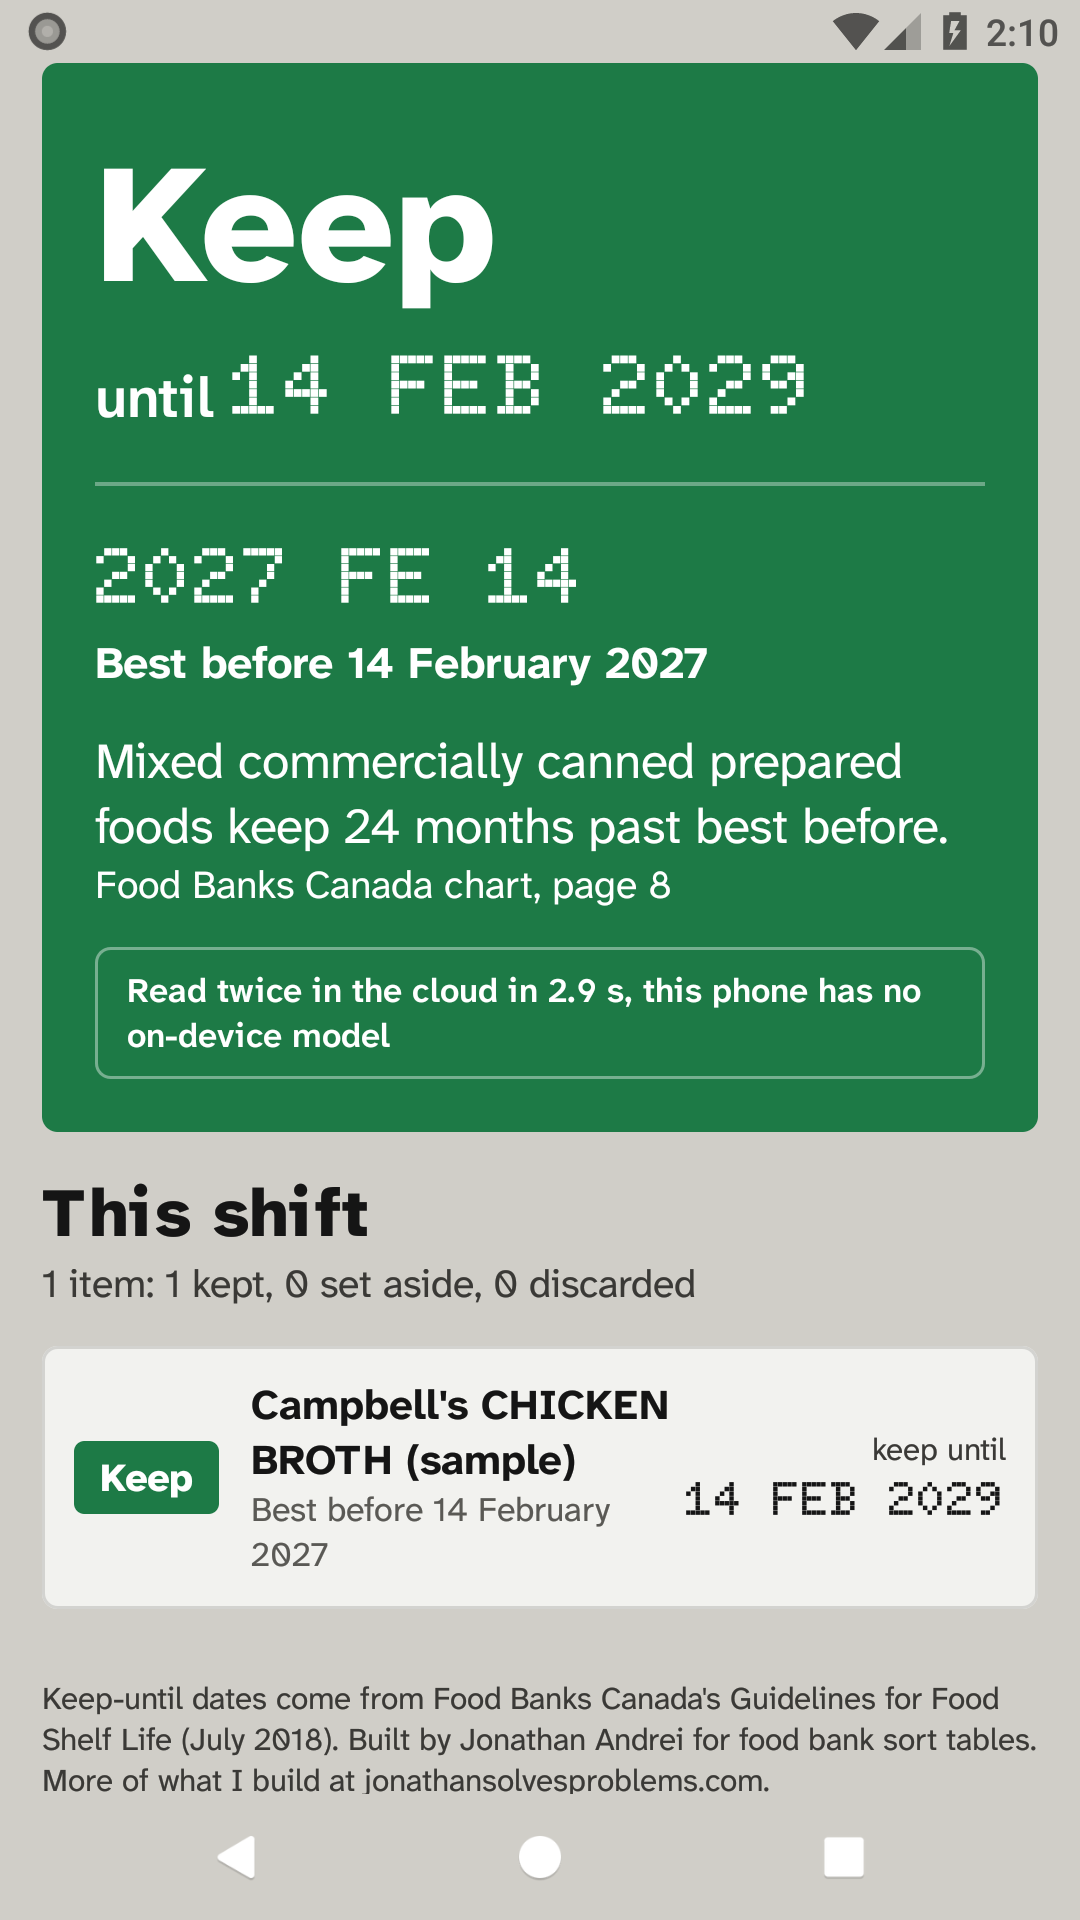 2:10
Keep
until 14 FEB 2029
2027 FE 14
Best before 14 February 2027
Mixed commercially canned prepared
foods keep 24 months past best before.
Food Banks Canada chart, page 8
Read twice in the cloud in 2.9 s, this phone has no
on-device model
This shift
1 item: 1 kept, 0 set aside, 0 discarded
Keep
Campbell's CHICKEN
BROTH (sample)
Best before 14 February
2027
keep until
14 FEB 2029
Keep-until dates come from Food Banks Canada's Guidelines for Food
Shelf Life (July 2018). Built by Jonathan Andrei for food bank sort tables.
More of what I build at jonathansolvesproblems.com.